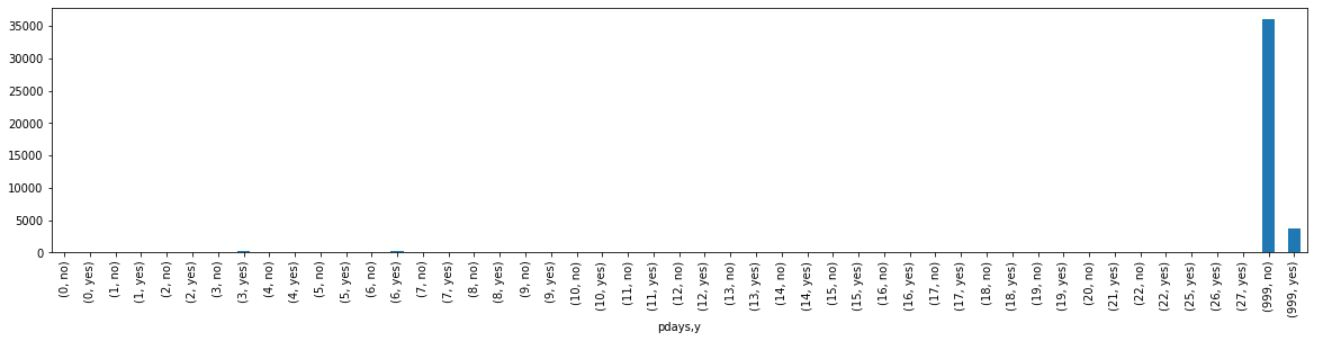 35000
30000
25000
20000
15000
10000
5000
0
(0, no)
(0, yes)
(1, no)
(1, yes)
(2, no)
(2, yes)
(3, no)
(3, yes)
(4, no)
(4, yes)
(5, no)
(5, yes)
(6, no)
(6, yes)
(7, no)
(7, yes)
(8, no)
(8, yes)
(9, no)
(9, yes)
(10, no)
(10, yes)
(11, no)
(11, yes)
(12, no)
(12, yes)
(13, no)
(13, yes)
(14, no)
(14, yes)
(15, no)
(15, yes)
(16, no)
(16, yes)
(17, no)
(17, yes)
(18, no)
(18, yes)
(19, no)
(19, yes)
(20, no)
(21, yes)
(22, no)
(22, yes)
(25, yes)
(26, yes)
(27, yes)
(999, no)
(999, yes)
pdays,y